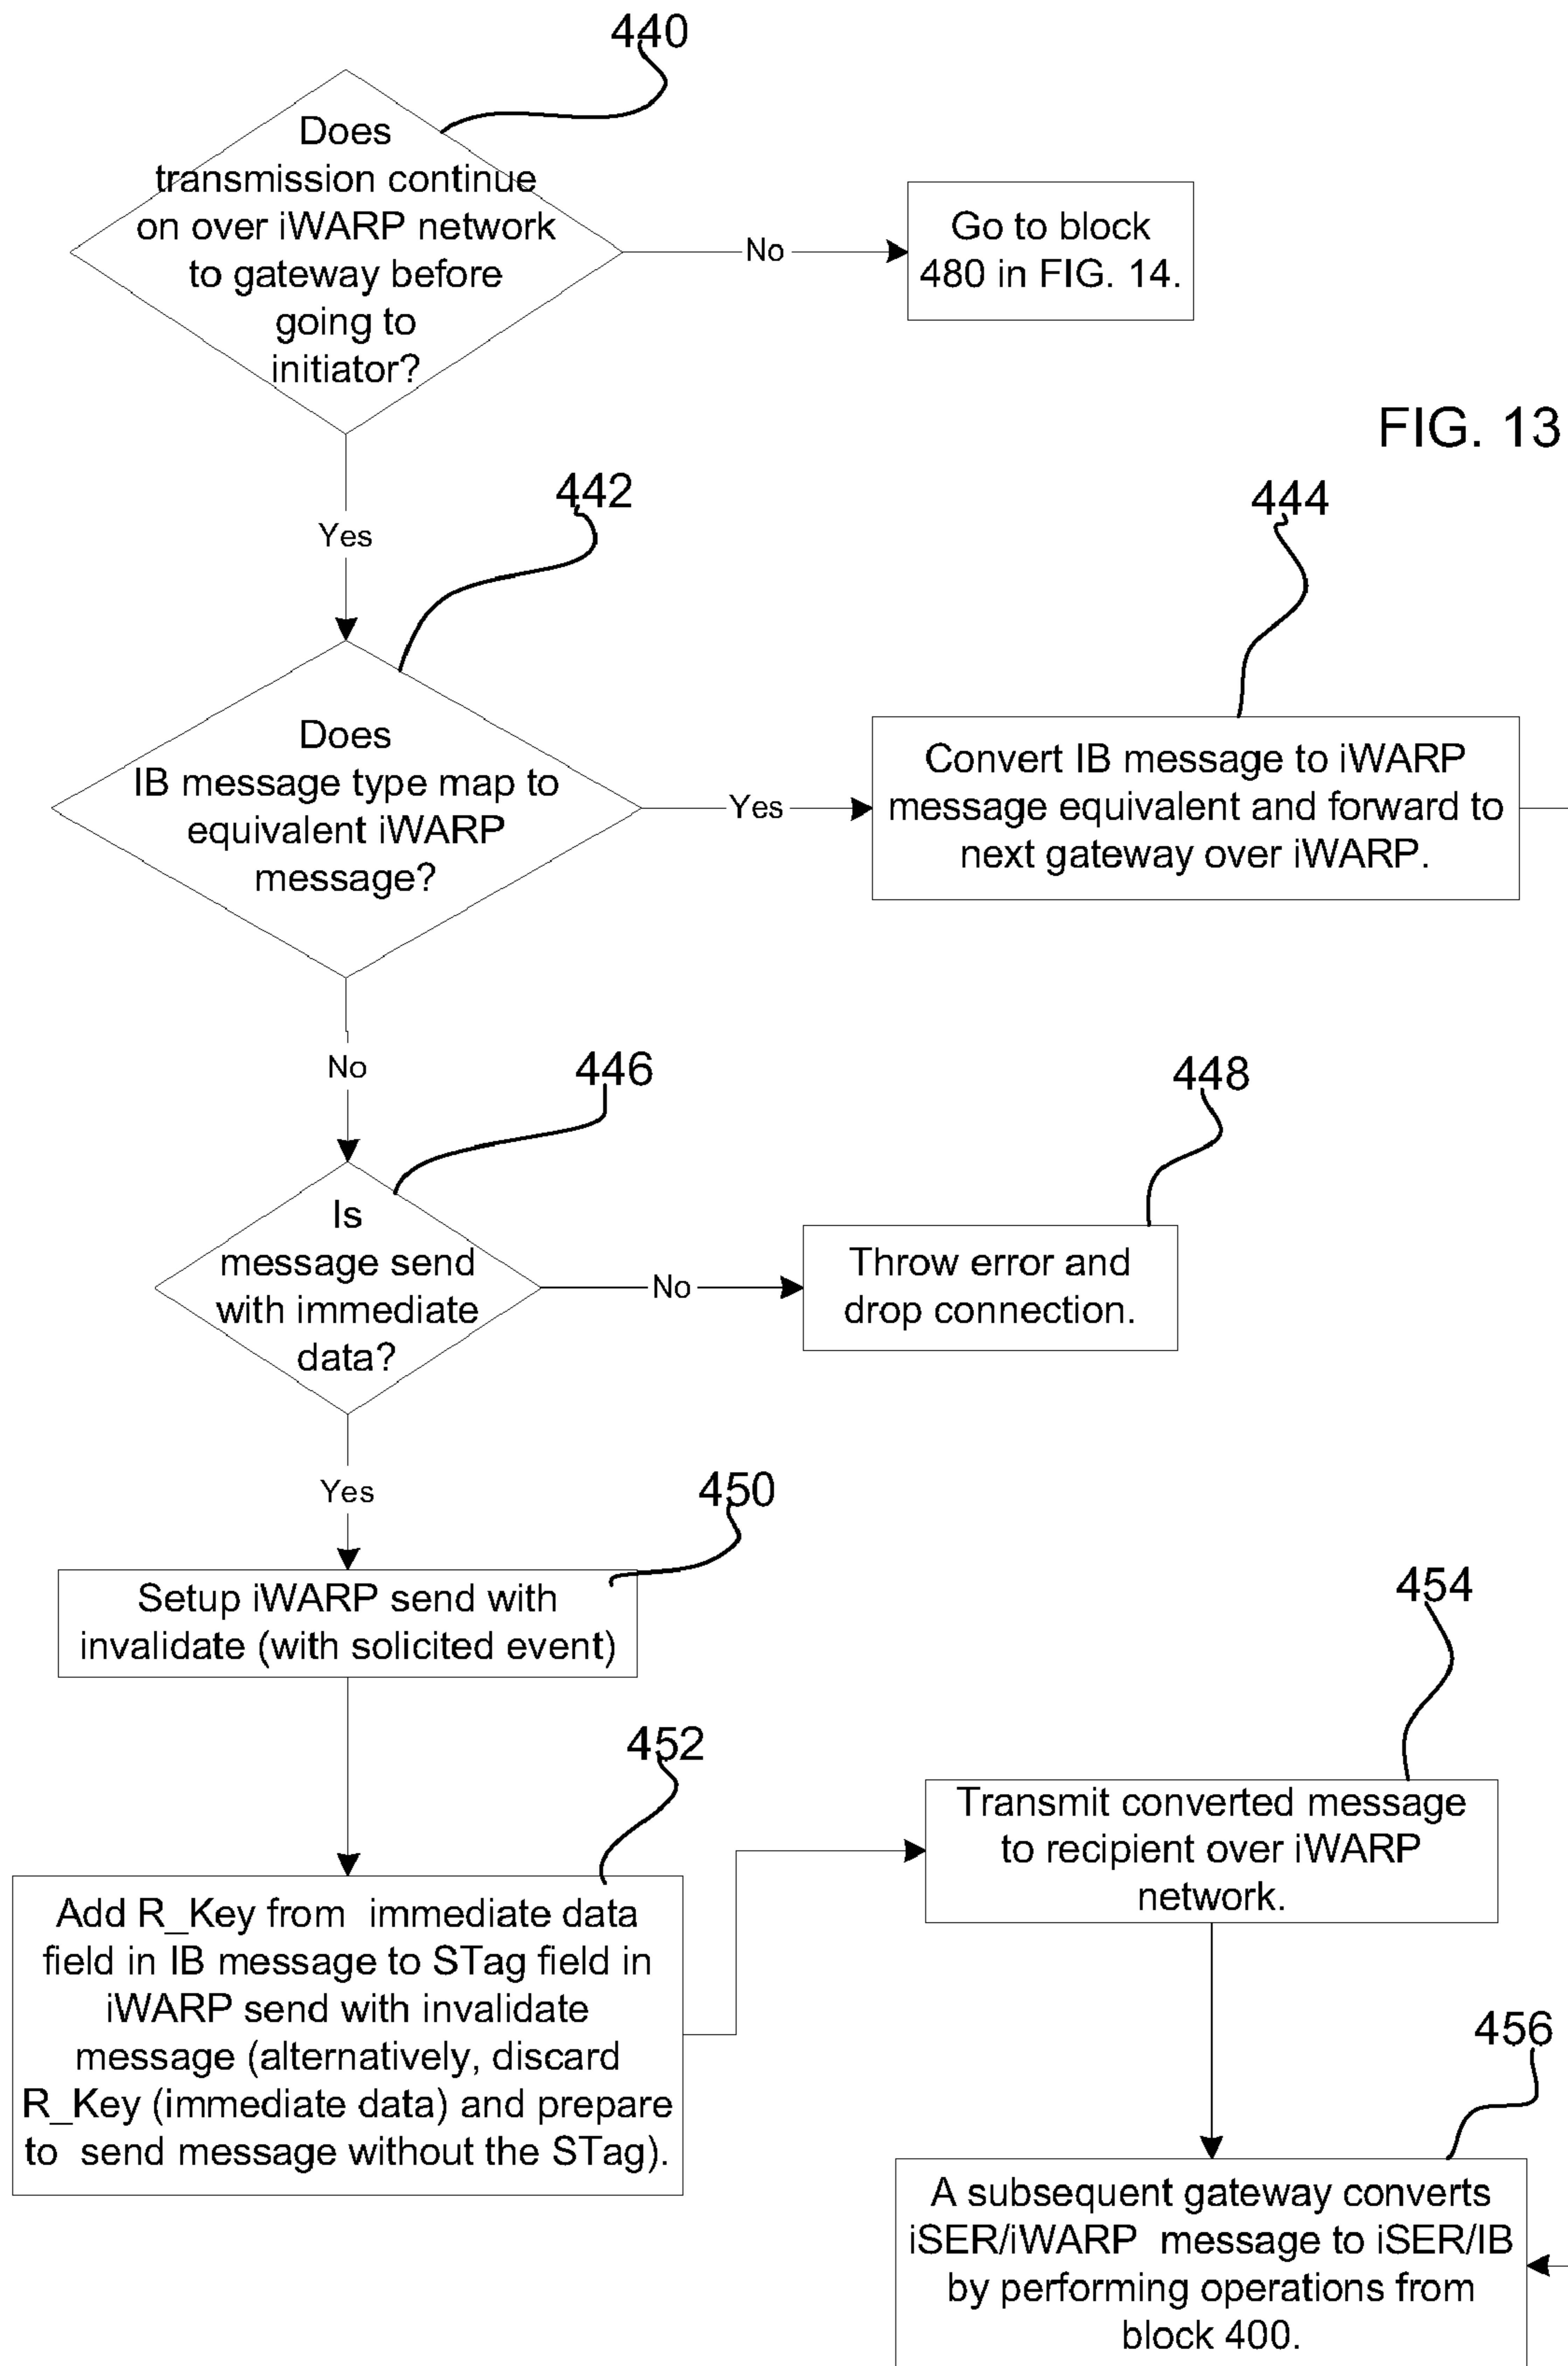 440
Does
transmission continue
on over iWARP network
to gateway before
going to
initiator?
No
Go to block
480 in FIG. 14.
FIG. 13
Yes
442
444
Does
IB message type map to
equivalent iWARP
message?
Yes
Convert IB message to iWARP
message equivalent and forward to
next gateway over iWARP.
No
446
448
Is
message send
with immediate
data?
No
Throw error and
drop connection.
Yes
450
Setup iWARP send with
invalidate (with solicited event)
452
Add R_Key from immediate data
field in IB message to STag field in
iWARP send with invalidate
message (alternatively, discard
R_Key (immediate data) and prepare
to send message without the STag).
454
Transmit converted message
to recipient over iWARP
network.
456
A subsequent gateway converts
iSER/iWARP message to iSER/IB
by performing operations from
block 400.